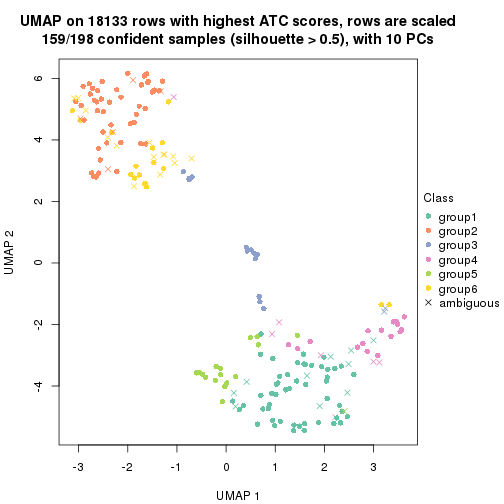 UMAP on 18133 rows with highest ATC scores, rows are scaled
159/198 confident samples (silhouette > 0.5), with 10 PCs
6
4
2
0
-2
-4
UMAP 2
-3
-2
-1
0
1
2
3
UMAP 1
Class
group1
group2
group3
group4
group5
group6
ambiguous